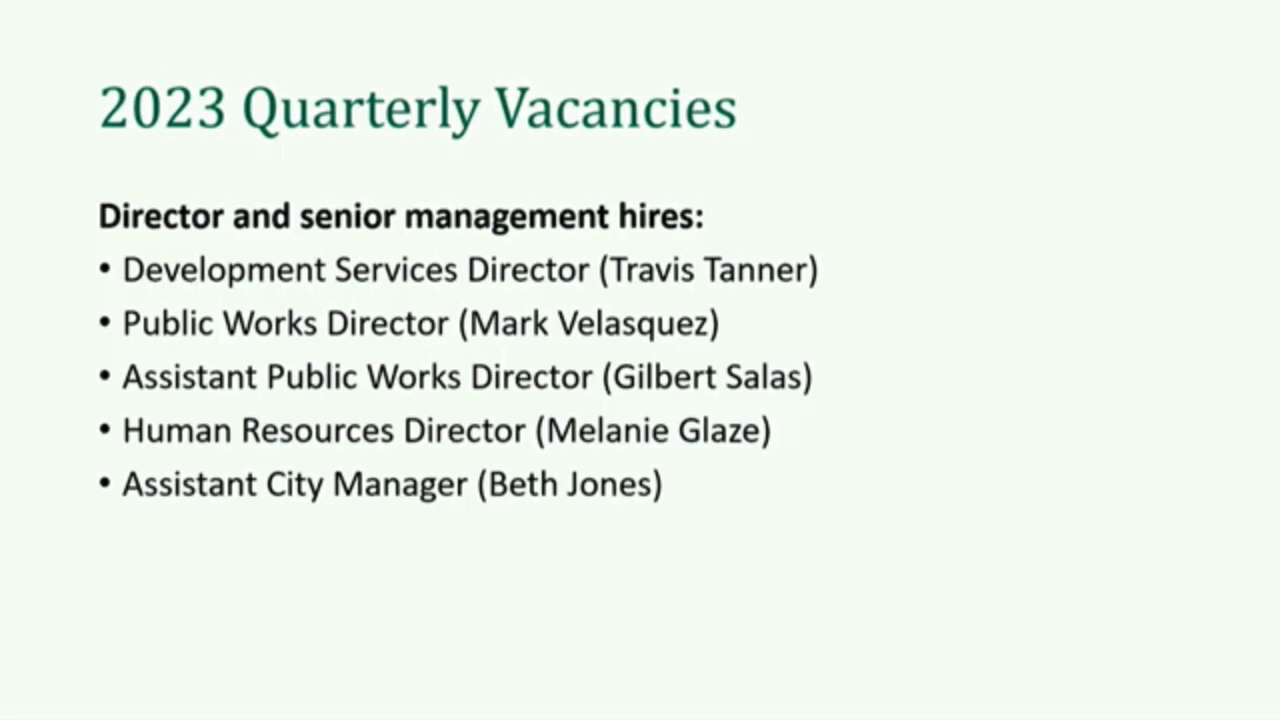 2023 Quarterly Vacancies
Director and senior management hires:
• Development Services Director (Travis Tanner)
• Public Works Director (Mark Velasquez)
• Assistant Public Works Director (Gilbert Salas)
• Human Resources Director (Melanie Glaze)
• Assistant City Manager (Beth Jones)